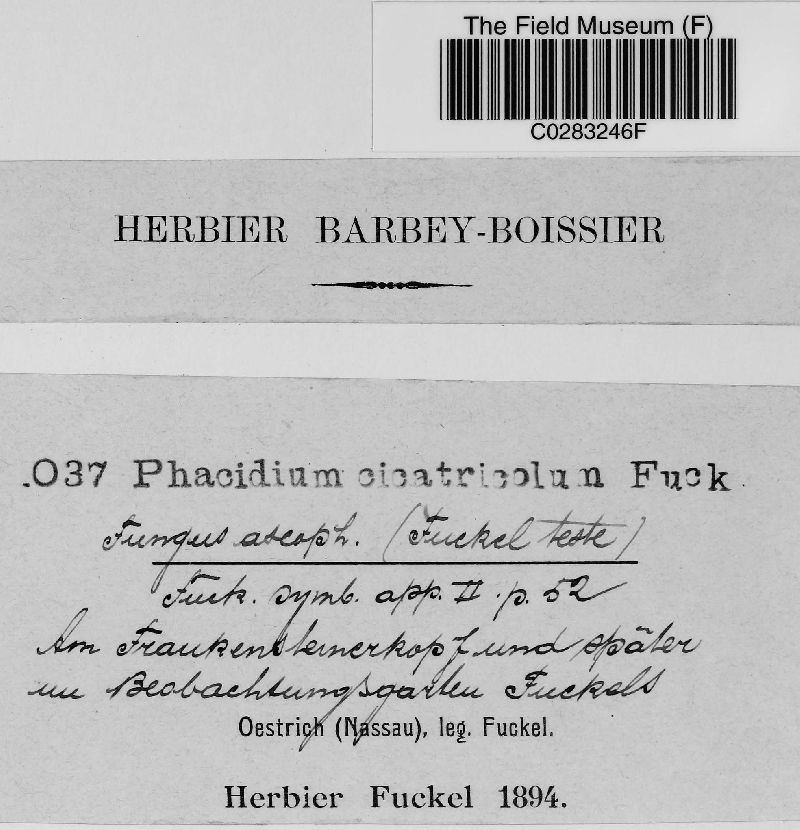 The Field Museum (F)
C0283246F
HERBIER BARBEY-BOISSIER
.037 Phacidium cicatricolum Fuck.
Fungus ascoph. (Fuckel teste)
Fuck. symb. app. II. p. 52
Am Frankensteinerkopf und später
im Beobachtungsgarten Fuckels
Oestrich (Nassau), leg. Fuckel.
Herbier Fuckel 1894.